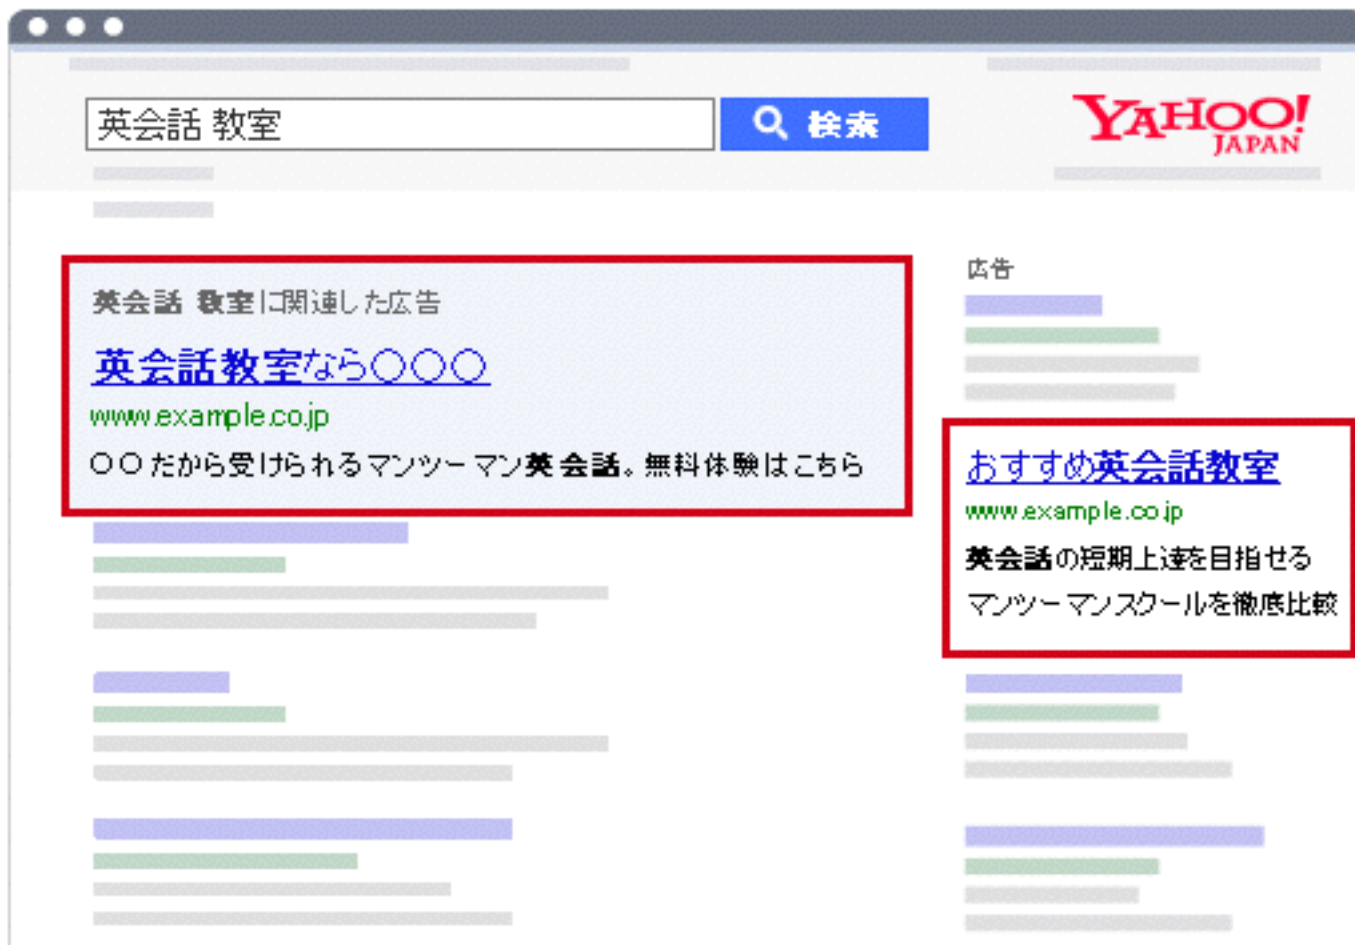 英会話 教室
検索
YAHOO!
JAPAN
英会話 教室に関連した広告
英会話教室なら○○○
www.example.co.jp
○○だから受けられるマンツーマン英会話。無料体験はこちら
広告
おすすめ英会話教室
www.example.co.jp
英会話の短期上達を目指せる
マンツーマンスクールを徹底比較